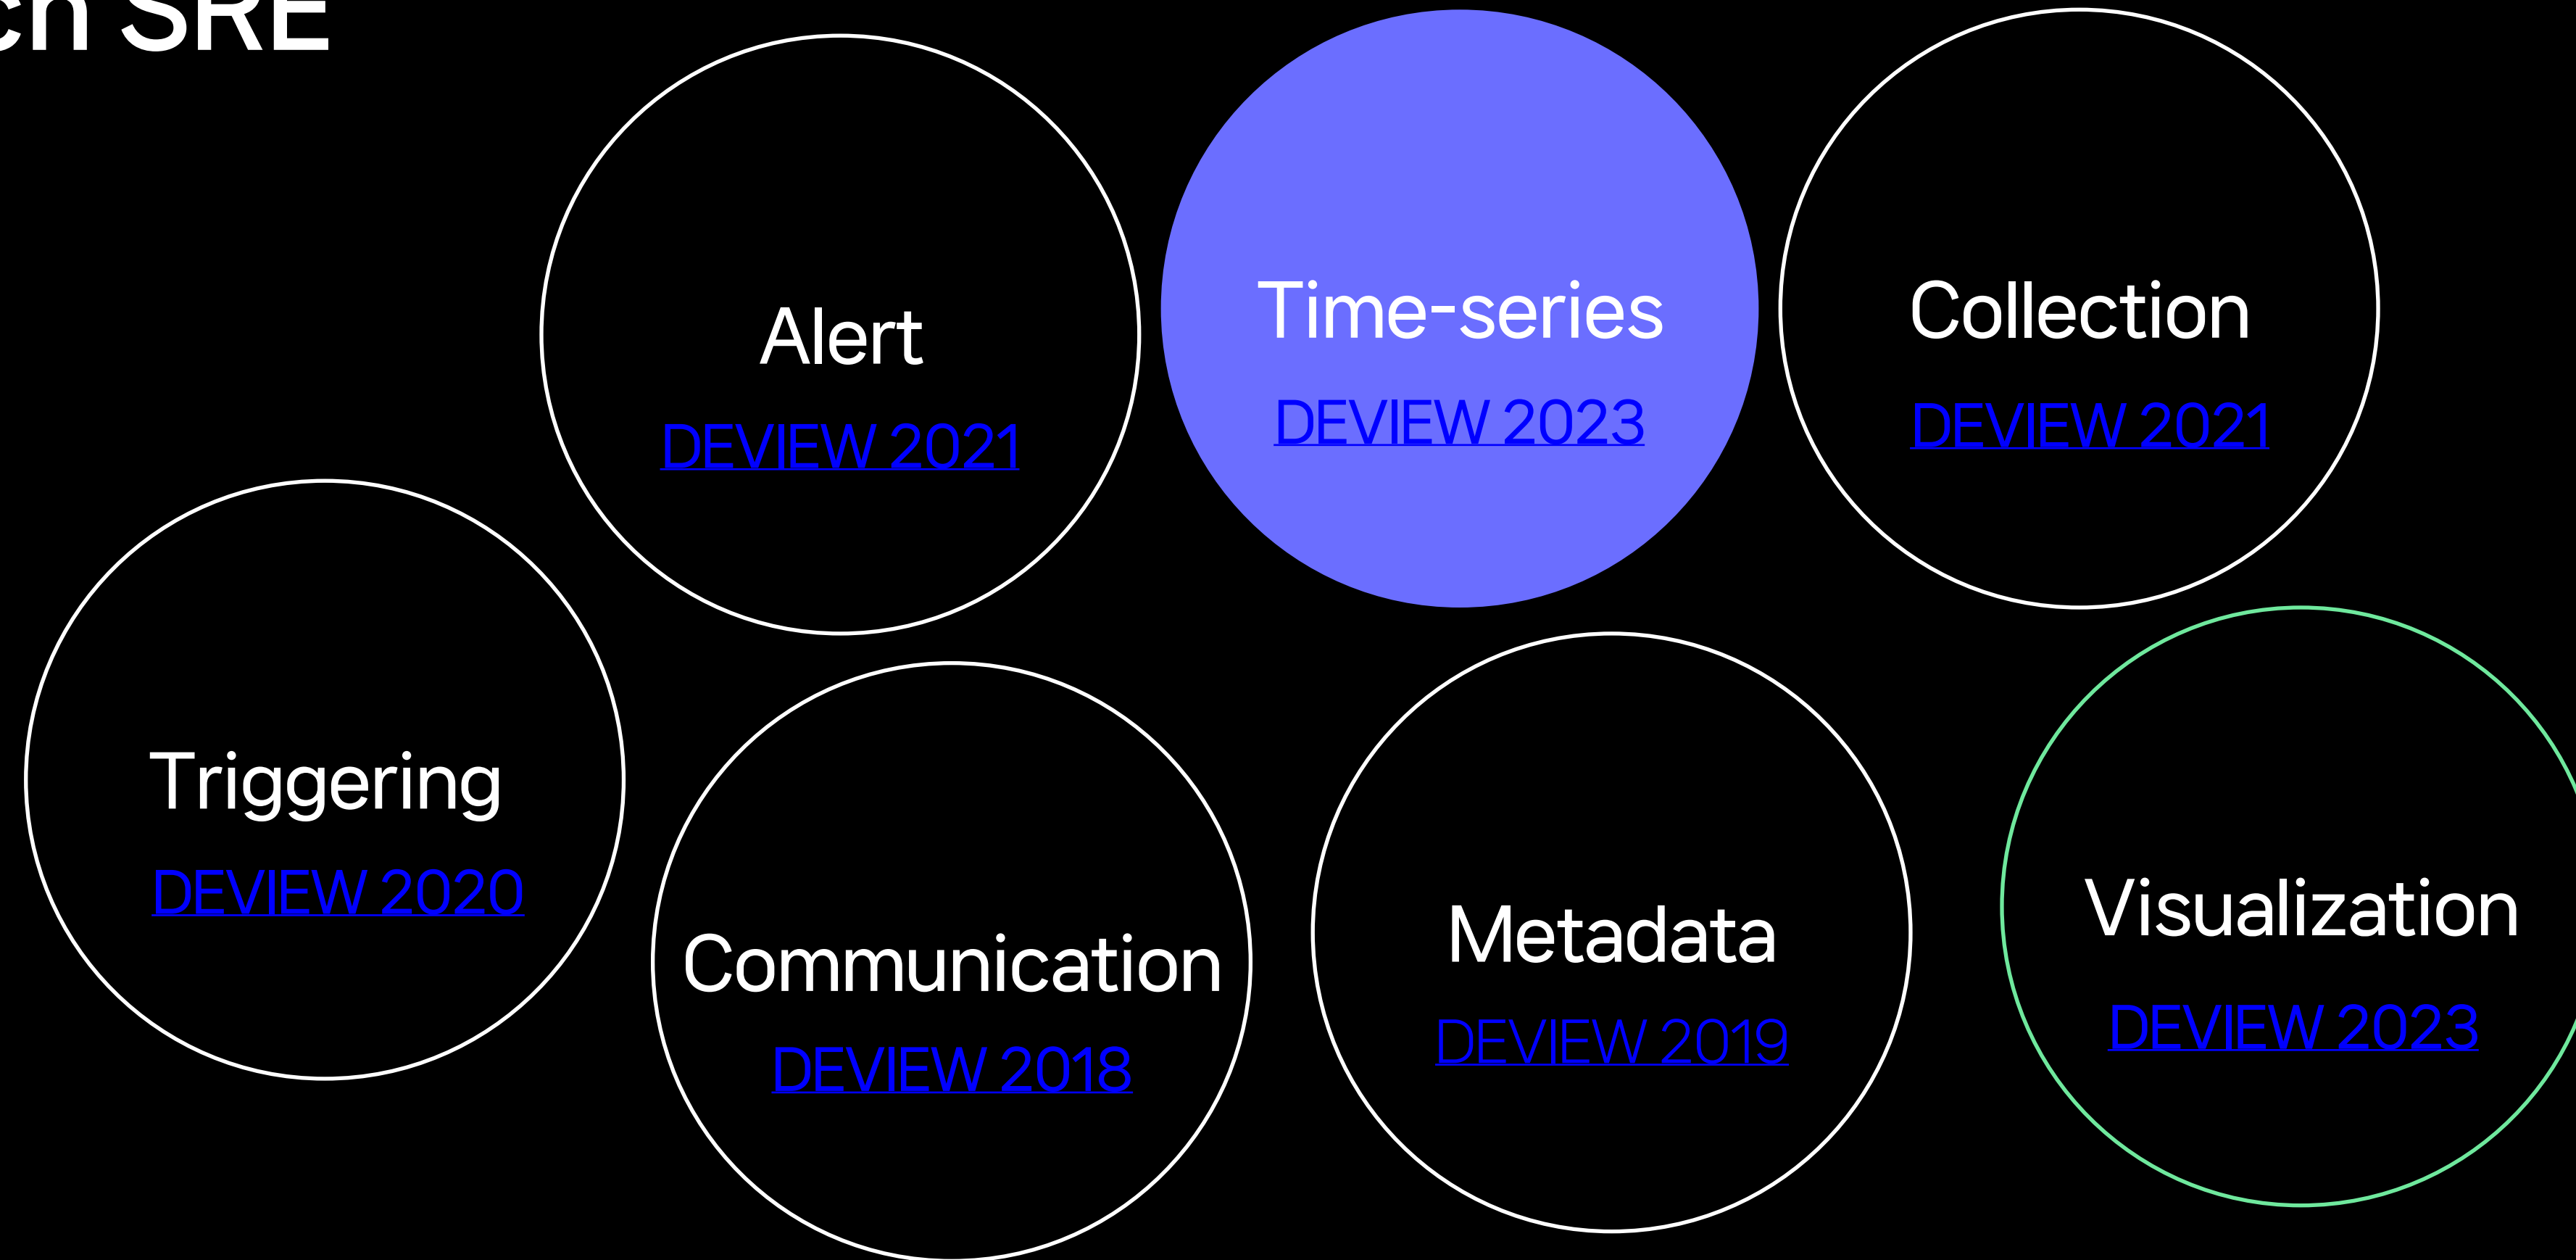 SRE
Alert
DEVIEW 2021
Time-series
DEVIEW 2023
Collection
DEVIEW 2021
Triggering
DEVIEW 2020
Communication
DEVIEW 2018
Metadata
DEVIEW 2019
Visualization
DEVIEW 2023